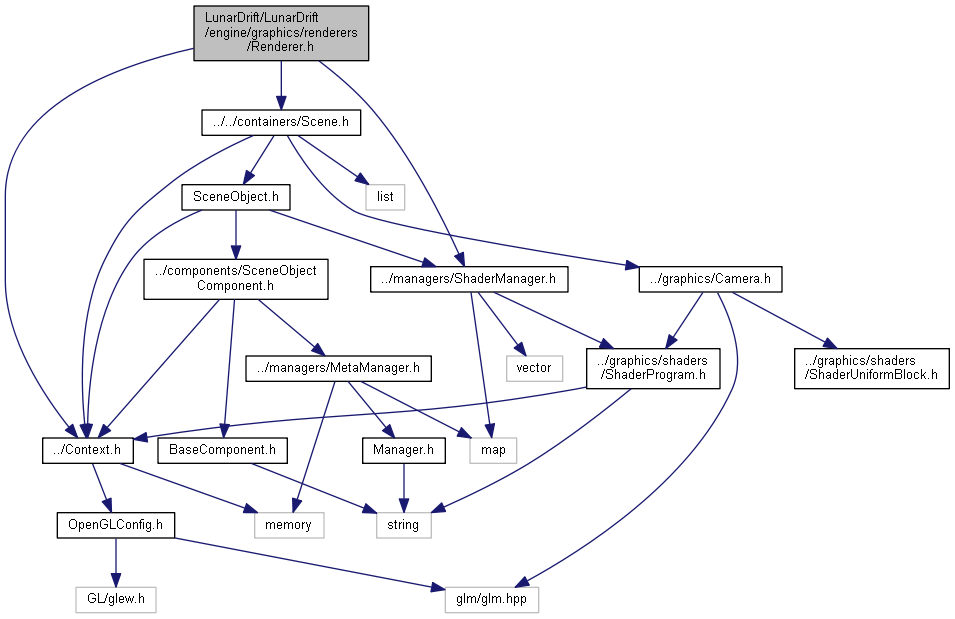 LunarDrift/LunarDrift
/engine/graphics/renderers
/Renderer.h
../../containers/Scene.h
SceneObject.h
list
../components/SceneObject
Component.h
../managers/ShaderManager.h
../graphics/Camera.h
../managers/MetaManager.h
vector
../graphics/shaders
/ShaderProgram.h
../graphics/shaders
/ShaderUniformBlock.h
../Context.h
BaseComponent.h
Manager.h
map
OpenGLConfig.h
memory
string
GL/glew.h
glm/glm.hpp